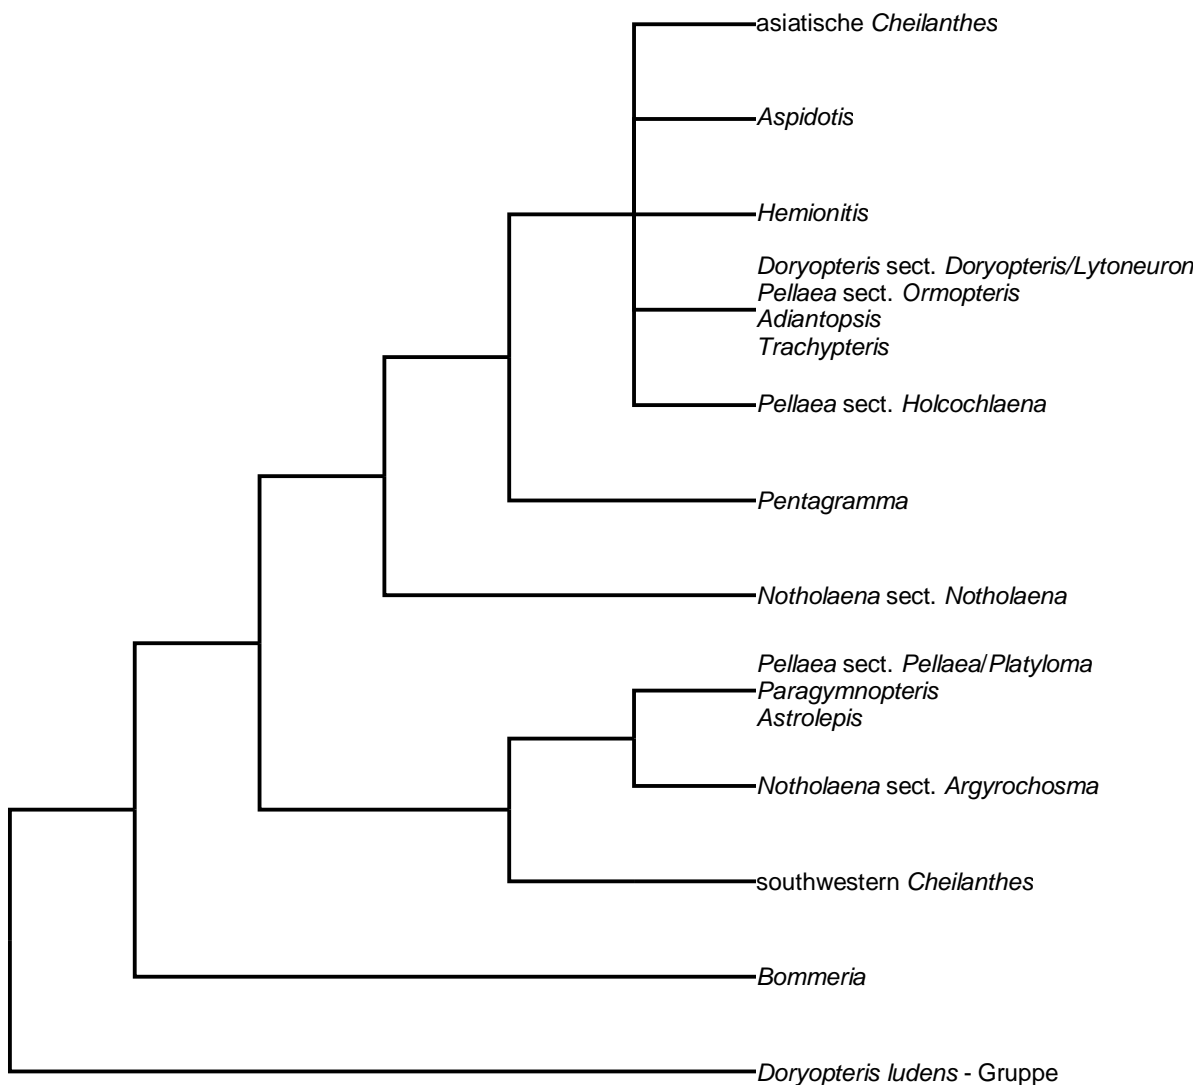 asiatische Cheilanthes
Aspidotis
Hemionitis
Doryopteris sect. Doryopteris/Lytoneuron
Pellaea sect. Ormopteris
Adiantopsis
Trachypteris
Pellaea sect. Holcochlaena
Pentagramma
Notholaena sect. Notholaena
Pellaea sect. Pellaea/Platyloma
Paragymnopteris
Astrolepis
Notholaena sect. Argyrochosma
southwestern Cheilanthes
Bommeria
Doryopteris ludens - Gruppe